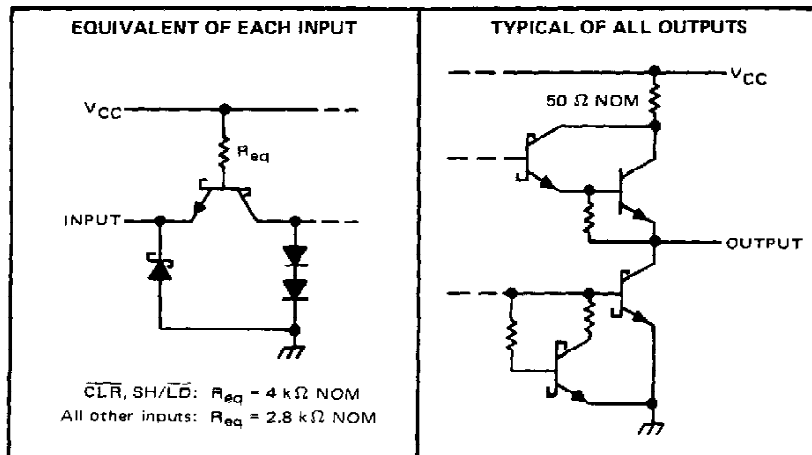 EQUIVALENT OF EACH INPUT
VCC
Req
INPUT
CLR, SH/LD: Req = 4 kΩ NOM
All other inputs: Req = 2.8 kΩ NOM
TYPICAL OF ALL OUTPUTS
VCC
50 Ω NOM
OUTPUT